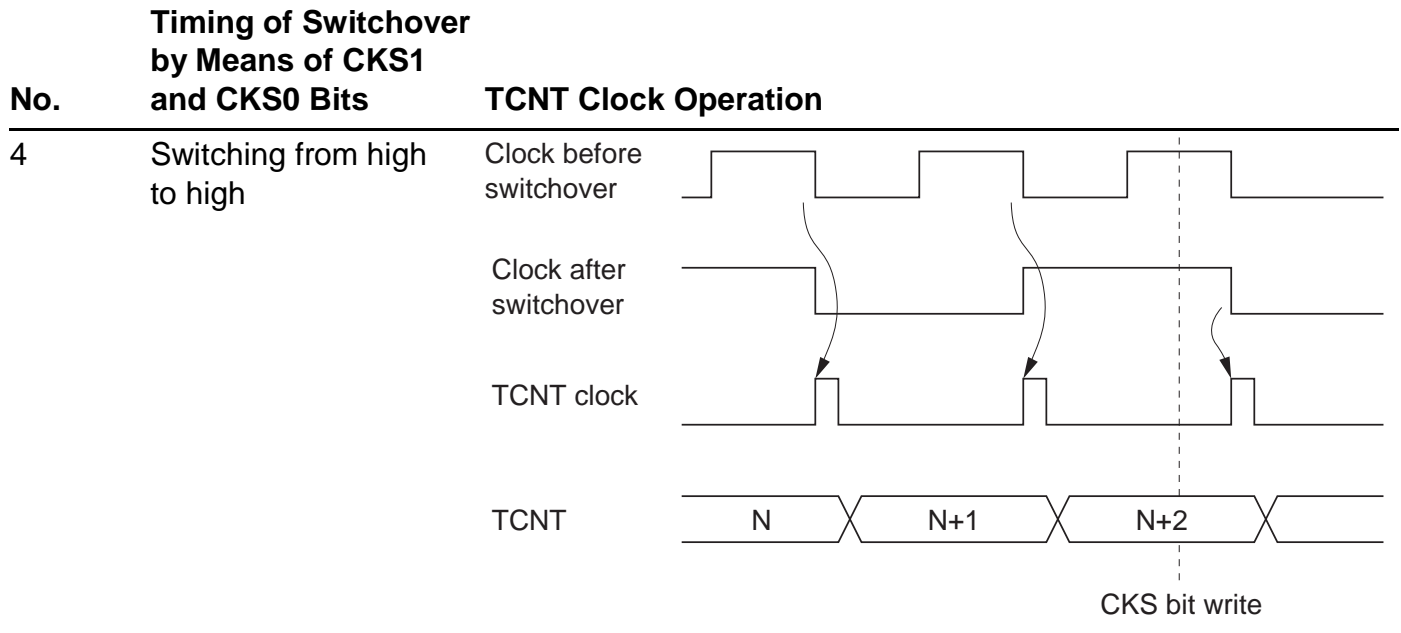 Timing of Switchover
by Means of CKS1
No. and CKS0 Bits TCNT Clock Operation
4 Switching from high
to high
Clock before
switchover
Clock after
switchover
TCNT clock
TCNT N N+1 N+2
CKS bit write